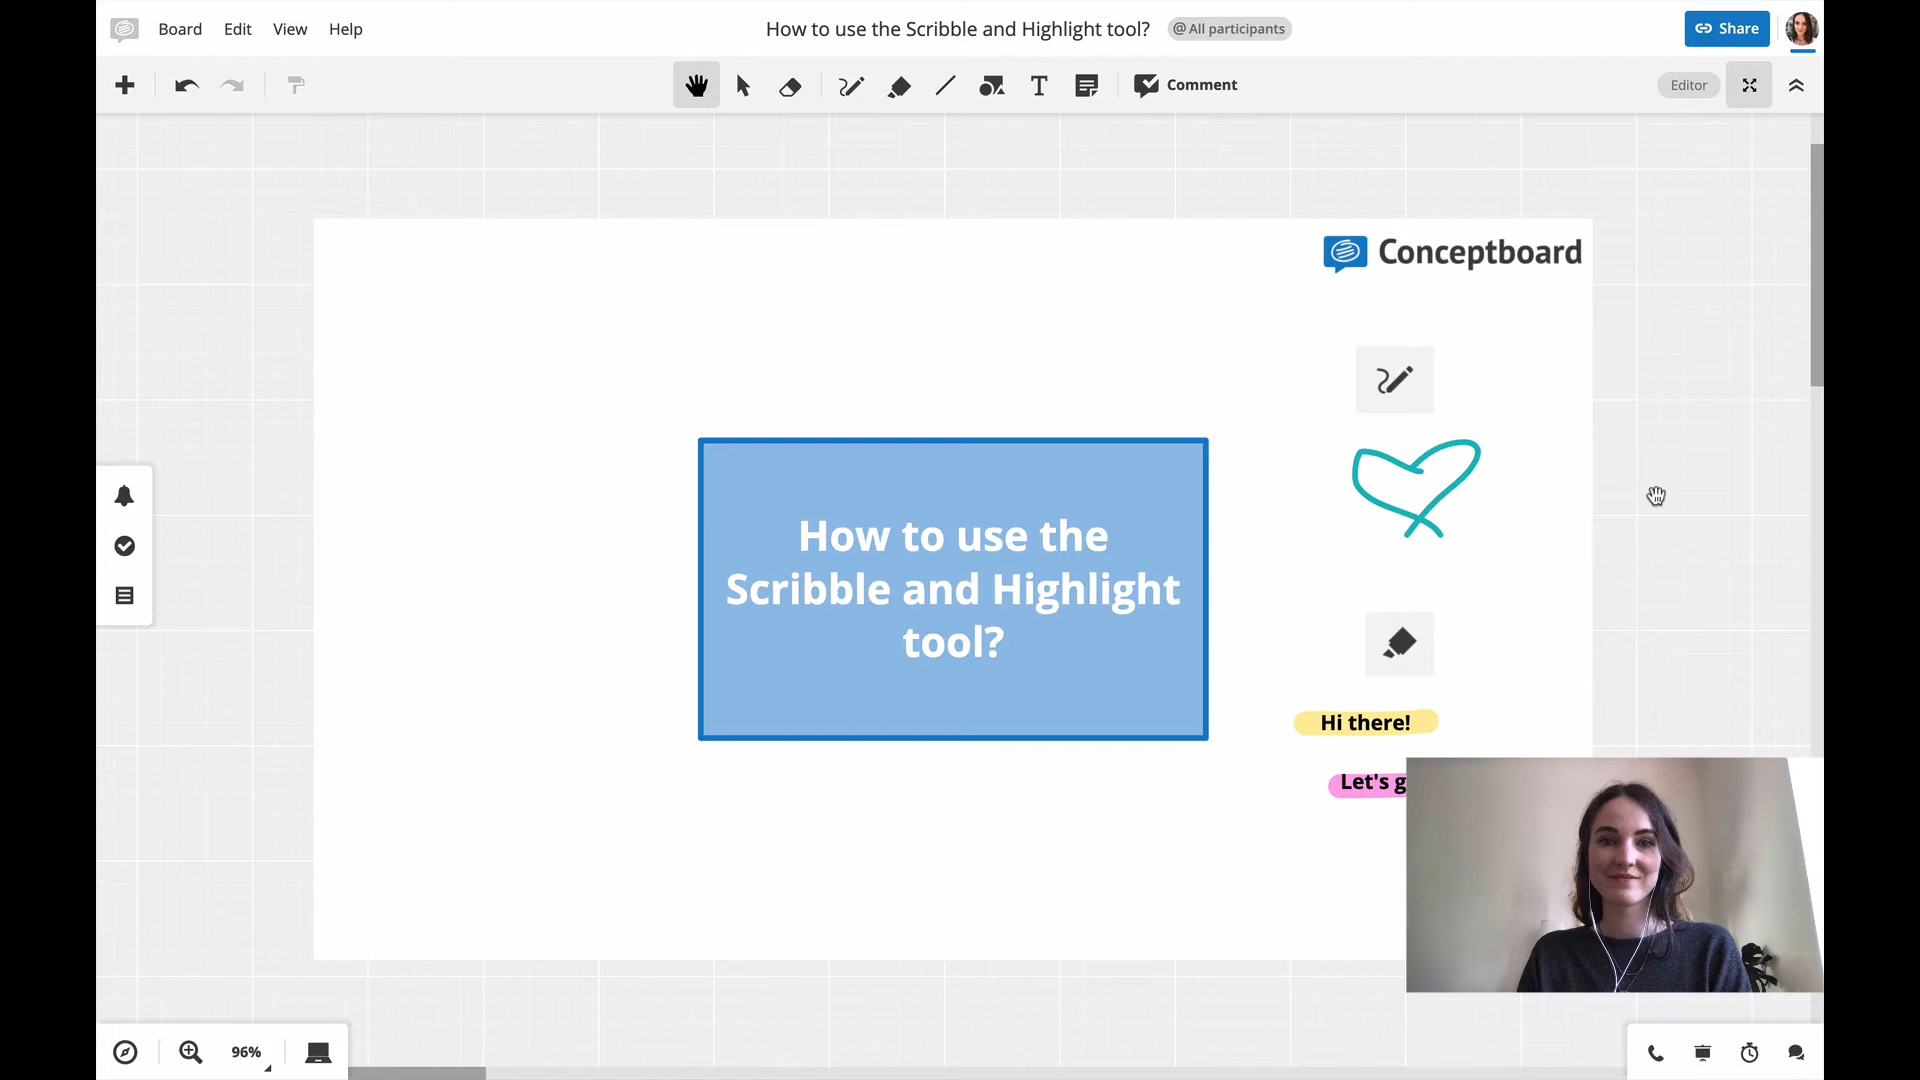 Board Edit View Help
How to use the Scribble and Highlight tool?
@ All participants
Share
Comment
Editor
Conceptboard
How to use the
Scribble and Highlight
tool?
Hi there!
Let's g
96%